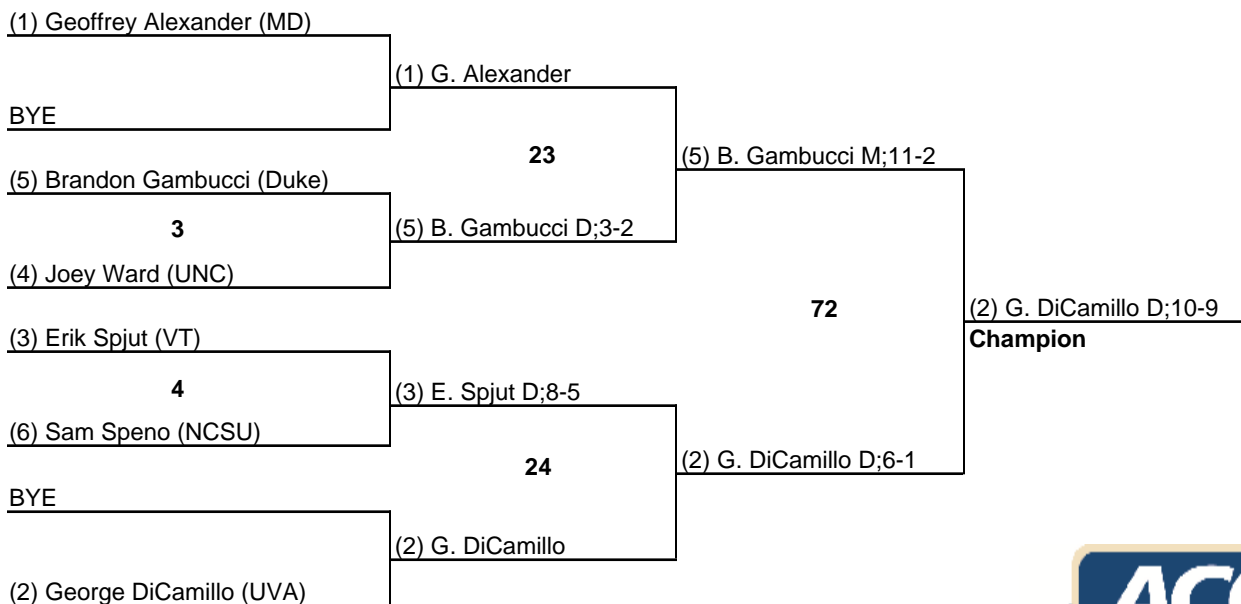 (1) Geoffrey Alexander (MD)
(1) G. Alexander
BYE
23
(5) B. Gambucci M;11-2
(5) Brandon Gambucci (Duke)
3
(5) B. Gambucci D;3-2
(4) Joey Ward (UNC)
72
(2) G. DiCamillo D;10-9
Champion
(3) Erik Spjut (VT)
4
(3) E. Spjut D;8-5
(6) Sam Speno (NCSU)
24
(2) G. DiCamillo D;6-1
BYE
(2) G. DiCamillo
(2) George DiCamillo (UVA)
ACC